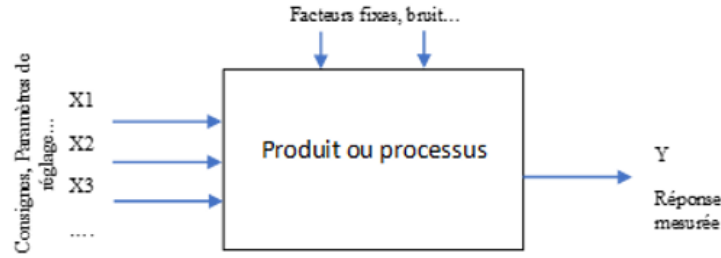 Facteurs fixes, bruit...
Consignes, Paramètres de
réglage...
X1
X2
X3
....
Produit ou processus
Y
Réponse
mesurée